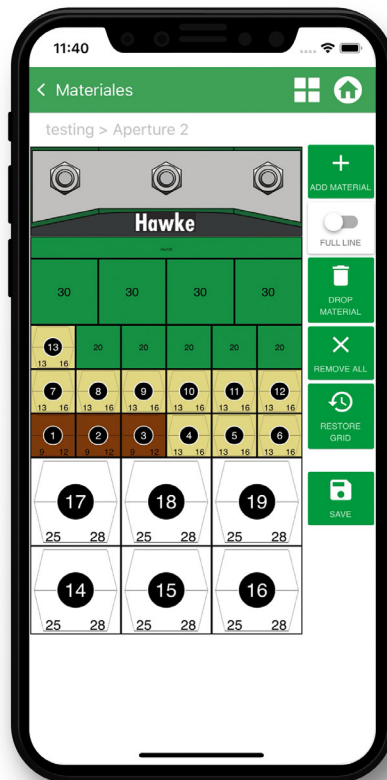 11:40
Materiales
testing > Aperture 2
ADD MATERIAL
FULL LINE
DROP
MATERIAL
REMOVE ALL
RESTORE
GRID
SAVE
Hawke
30 30 30 30
13 20 20 20 20 20
13 16
7 8 9 10 11 12
13 16 13 16 13 16 13 16 13 16 13 16
1 2 3 4 5 6
9 12 9 12 9 12 13 16 13 16 13 16
17 18 19
25 28 25 28 25 28
14 15 16
25 28 25 28 25 28